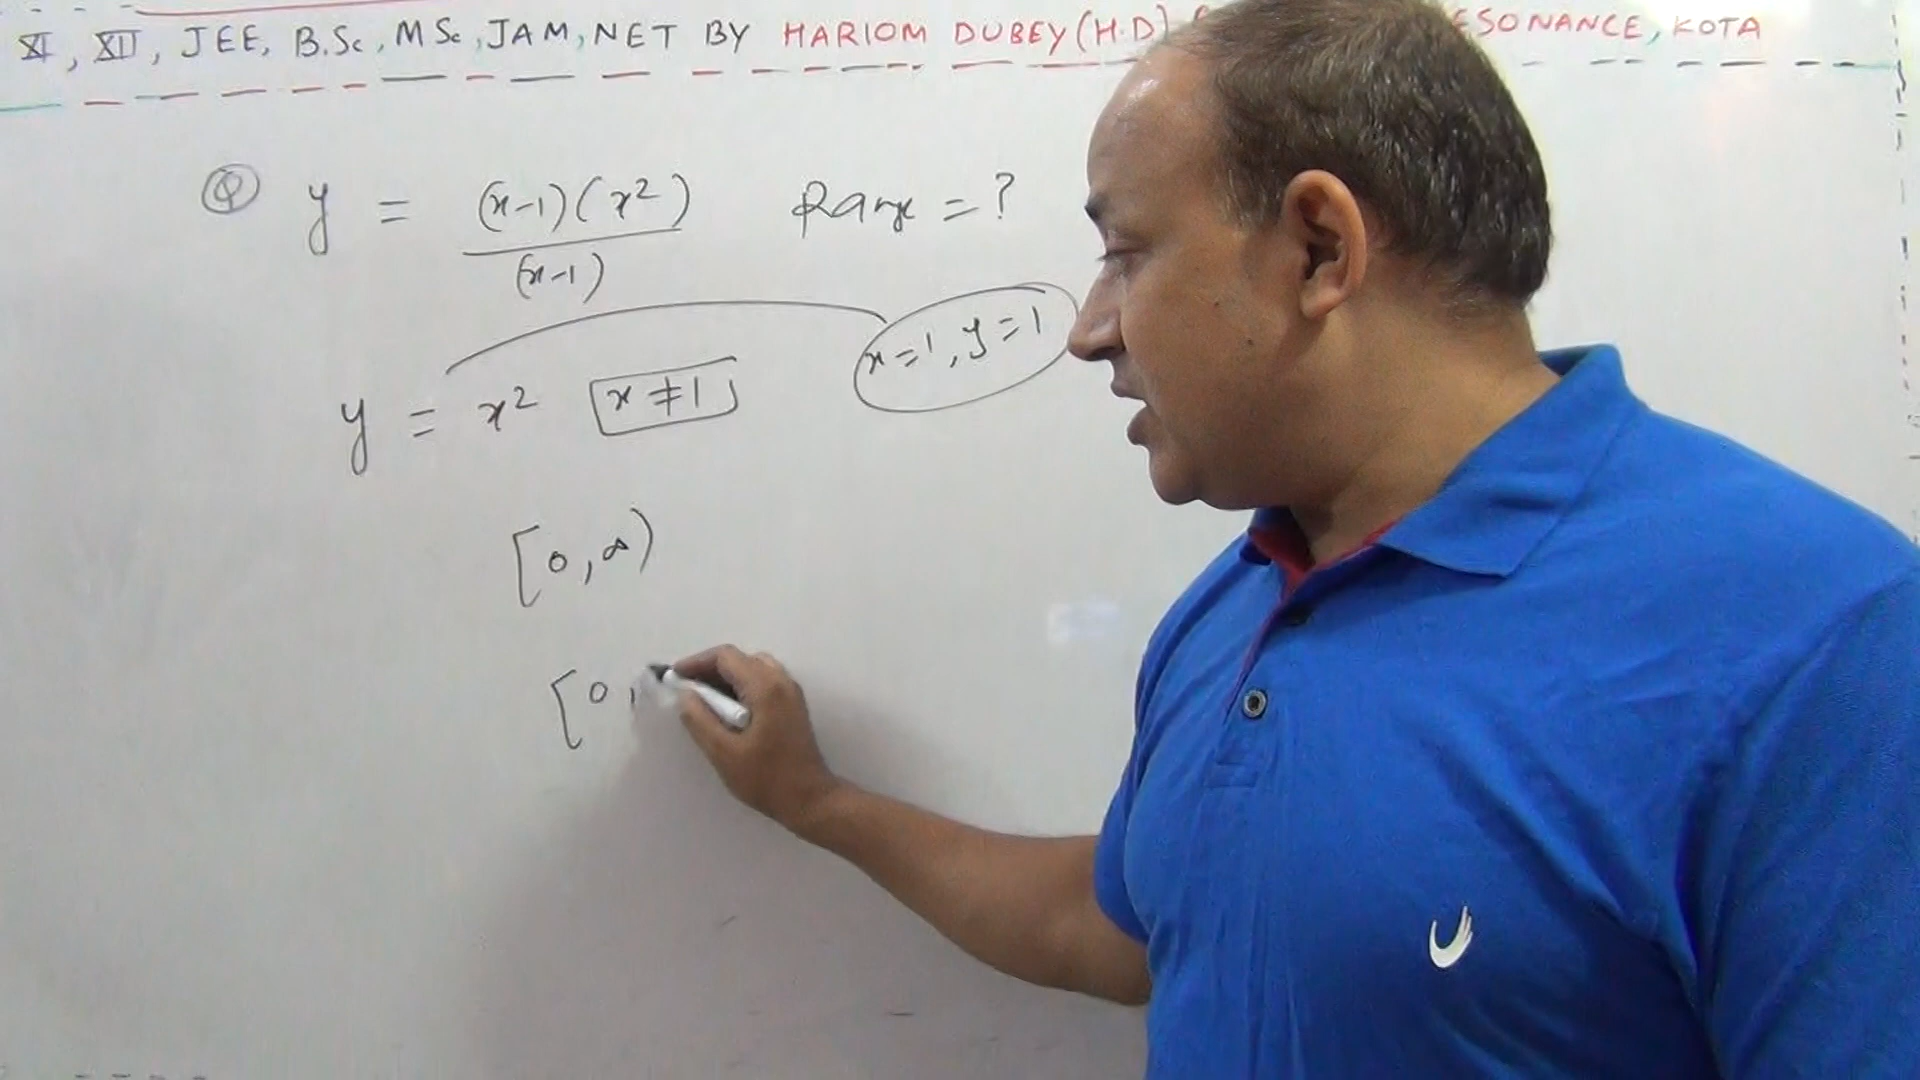 XI, XII, JEE, B.Sc, MSc, JAM, NET BY HARIOM DUBEY (H.D) ESONANCE, KOTA
Q y = (x-1)(x²) / (x-1) Range = ?
x=1, y=1
y = x² x ≠ 1
[0, ∞)
[0,